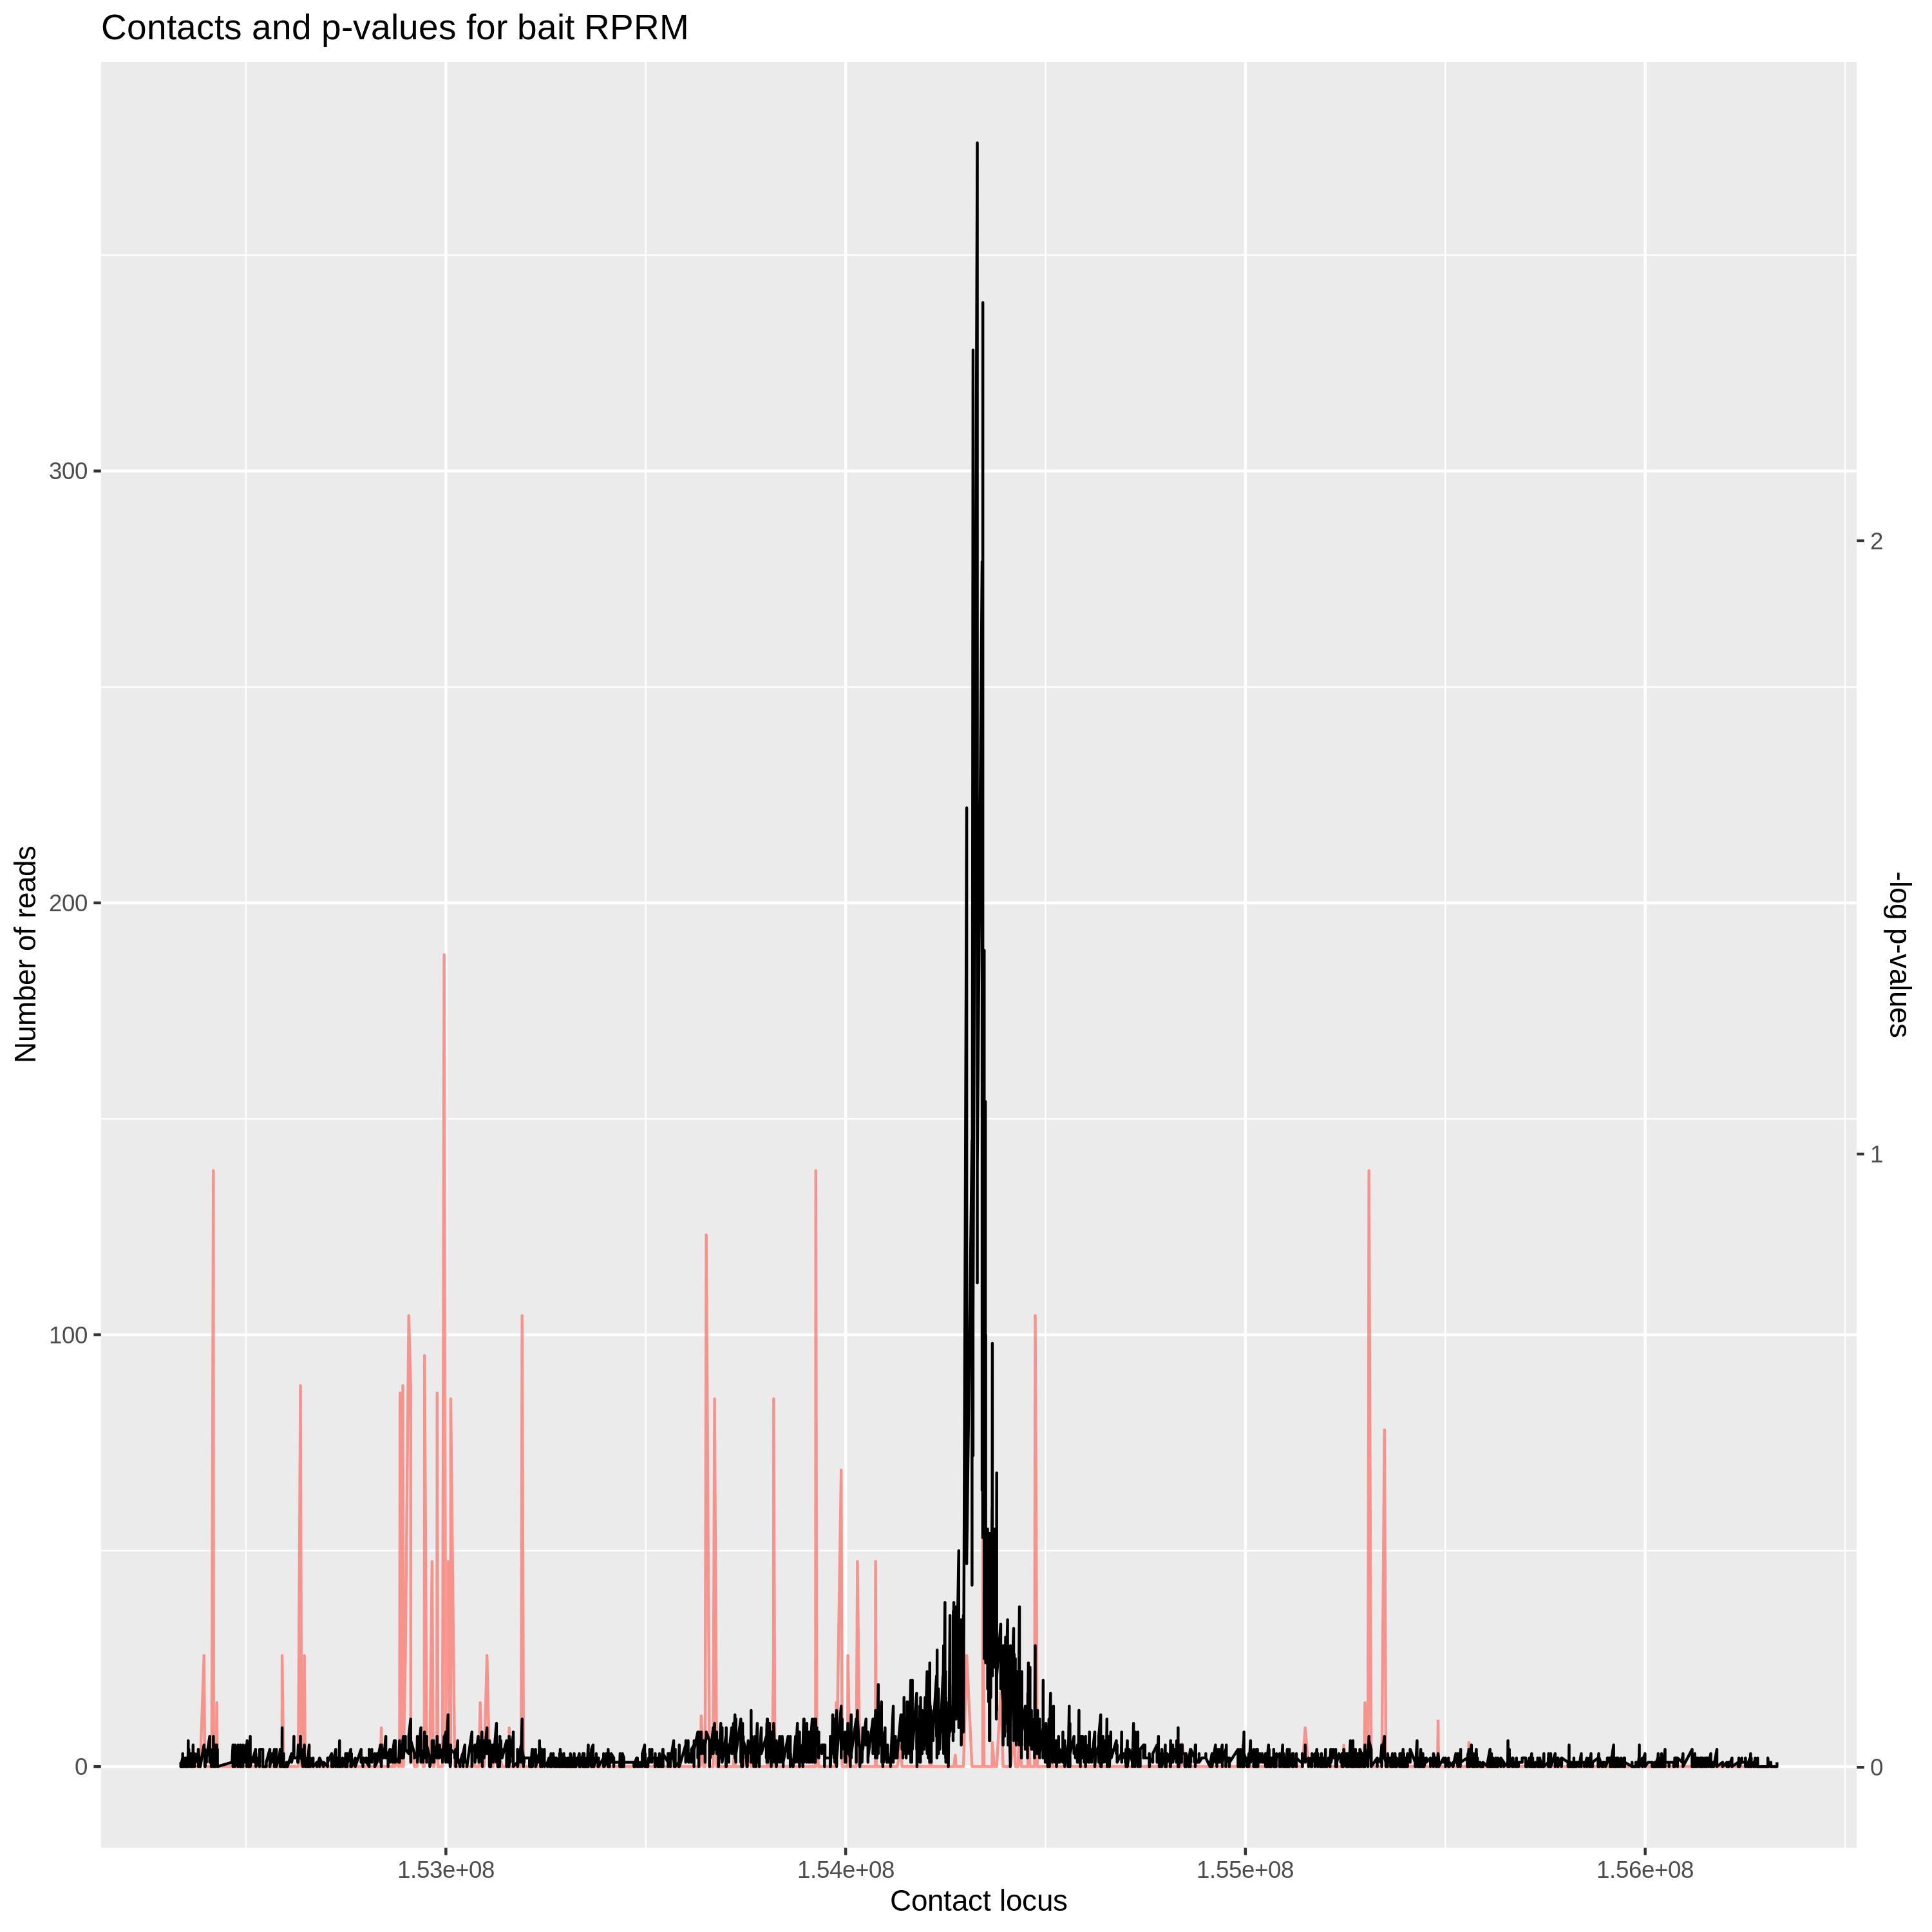 Contacts and p-values for bait RPRM
Number of reads
300
200
100
0
2
1
0
-log p-values
1.53e+08
1.54e+08
1.55e+08
1.56e+08
Contact locus